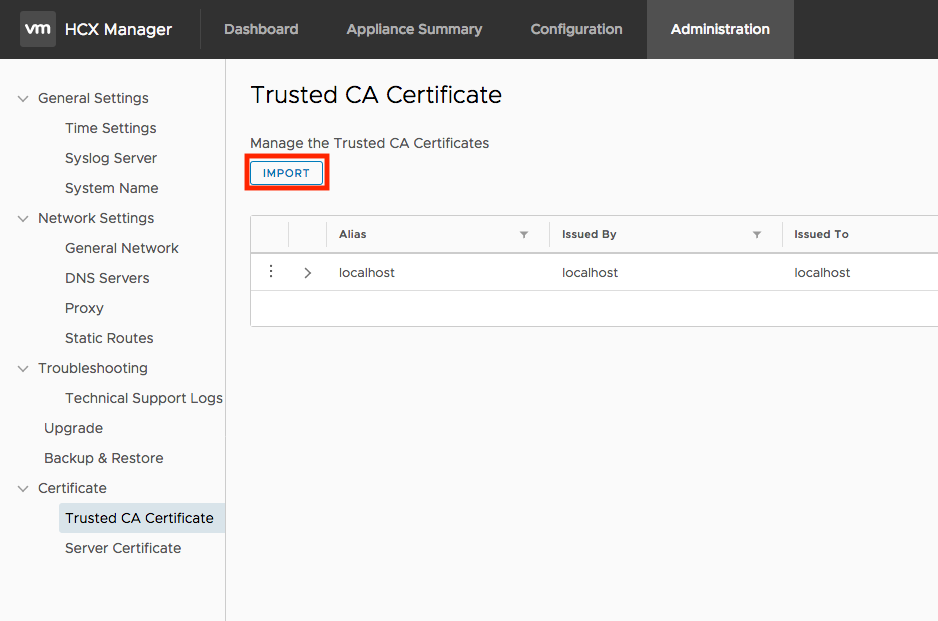 vm HCX Manager Dashboard Appliance Summary Configuration Administration
General Settings
Time Settings
Syslog Server
System Name
Network Settings
General Network
DNS Servers
Proxy
Static Routes
Troubleshooting
Technical Support Logs
Upgrade
Backup & Restore
Certificate
Trusted CA Certificate
Server Certificate
Trusted CA Certificate
Manage the Trusted CA Certificates
IMPORT
Alias Issued By Issued To
localhost localhost localhost